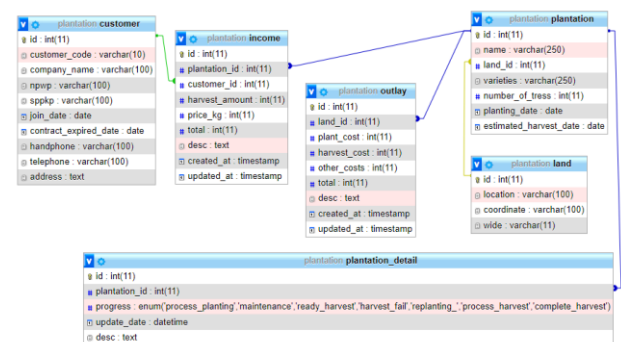 plantation customer
id : int(11)
customer_code : varchar(10)
company_name : varchar(100)
npwp : varchar(100)
sppkp : varchar(100)
join_date : date
contract_expired_date : date
handphone : varchar(100)
telephone : varchar(100)
address : text
plantation income
id : int(11)
plantation_id : int(11)
customer_id : int(11)
harvest_amount : int(11)
price_kg : int(11)
total : int(11)
desc : text
created_at : timestamp
updated_at : timestamp
plantation outlay
id : int(11)
land_id : int(11)
plant_cost : int(11)
harvest_cost : int(11)
other_costs : int(11)
total : int(11)
desc : text
created_at : timestamp
updated_at : timestamp
plantation plantation
id : int(11)
name : varchar(250)
land_id : int(11)
varieties : varchar(250)
number_of_tress : int(11)
planting_date : date
estimated_harvest_date : date
plantation land
id : int(11)
location : varchar(100)
coordinate : varchar(100)
wide : varchar(11)
plantation plantation_detail
id : int(11)
plantation_id : int(11)
progress : enum('process_planting','maintenance','ready_harvest','harvest_fail','replanting_','process_harvest','complete_harvest')
update_date : datetime
desc : text